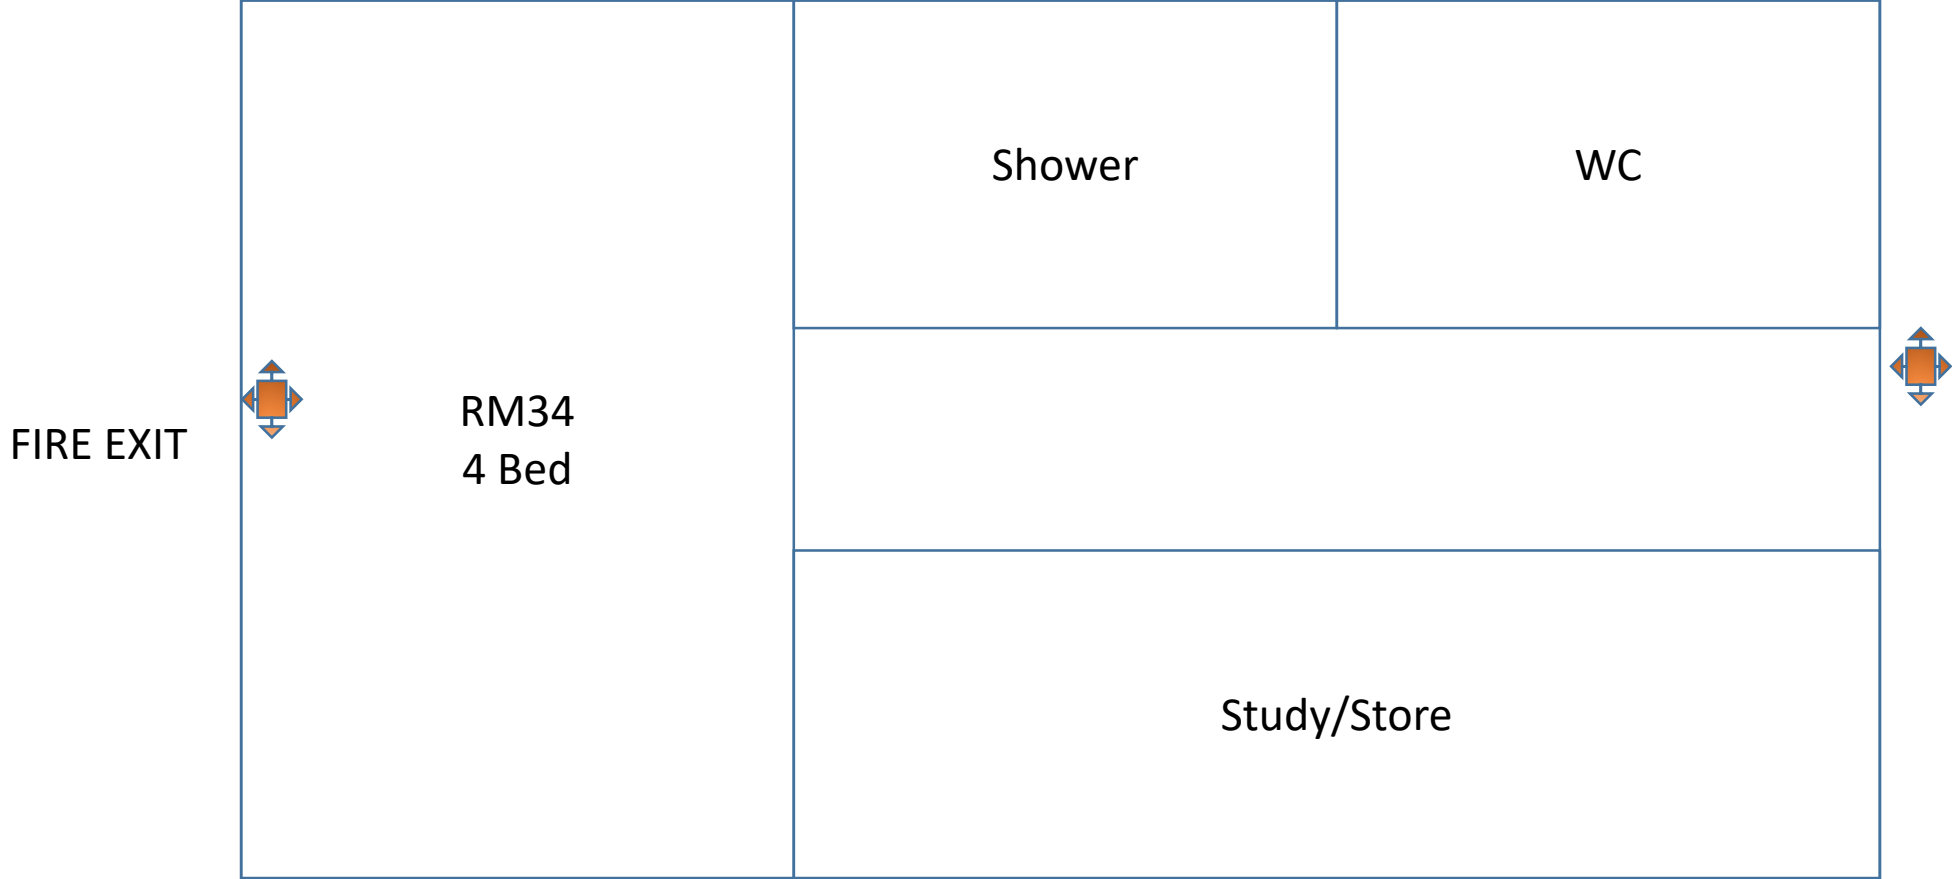 Shower
WC
RM34
4 Bed
FIRE EXIT
Study/Store